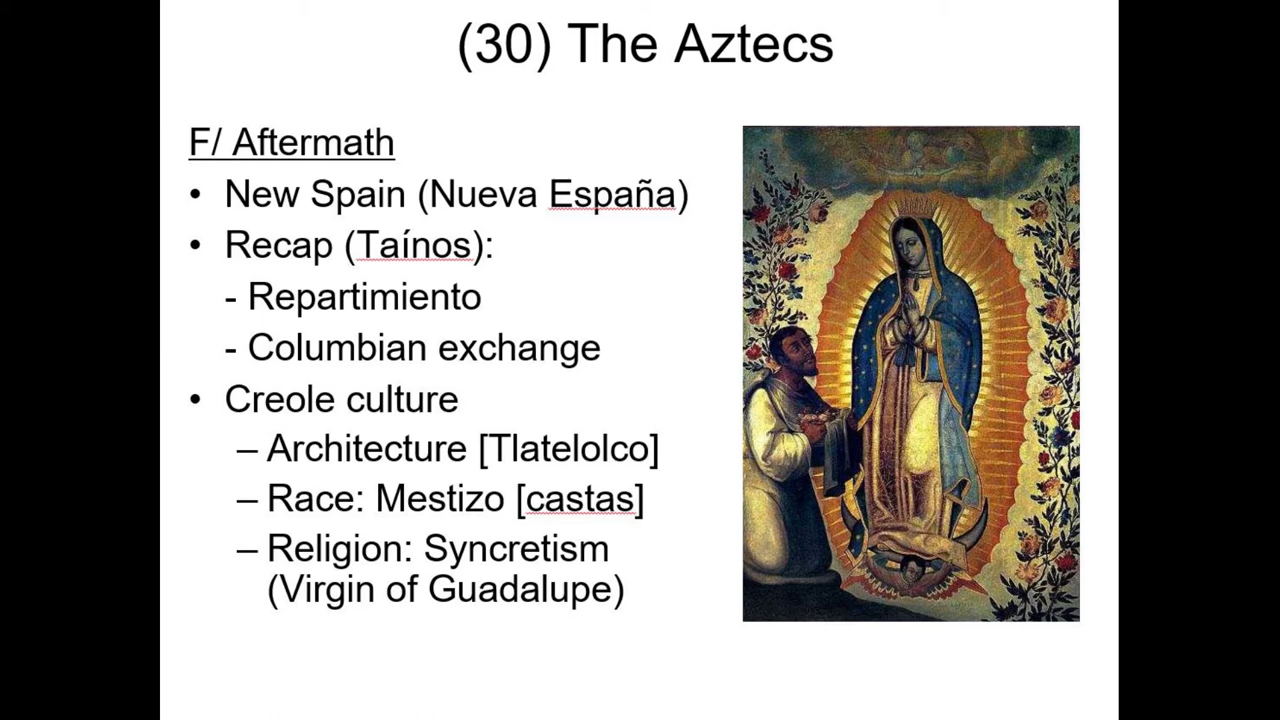 (30) The Aztecs
F/ Aftermath
• New Spain (Nueva España)
• Recap (Taínos):
- Repartimiento
- Columbian exchange
• Creole culture
– Architecture [Tlatelolco]
– Race: Mestizo [castas]
– Religion: Syncretism
(Virgin of Guadalupe)